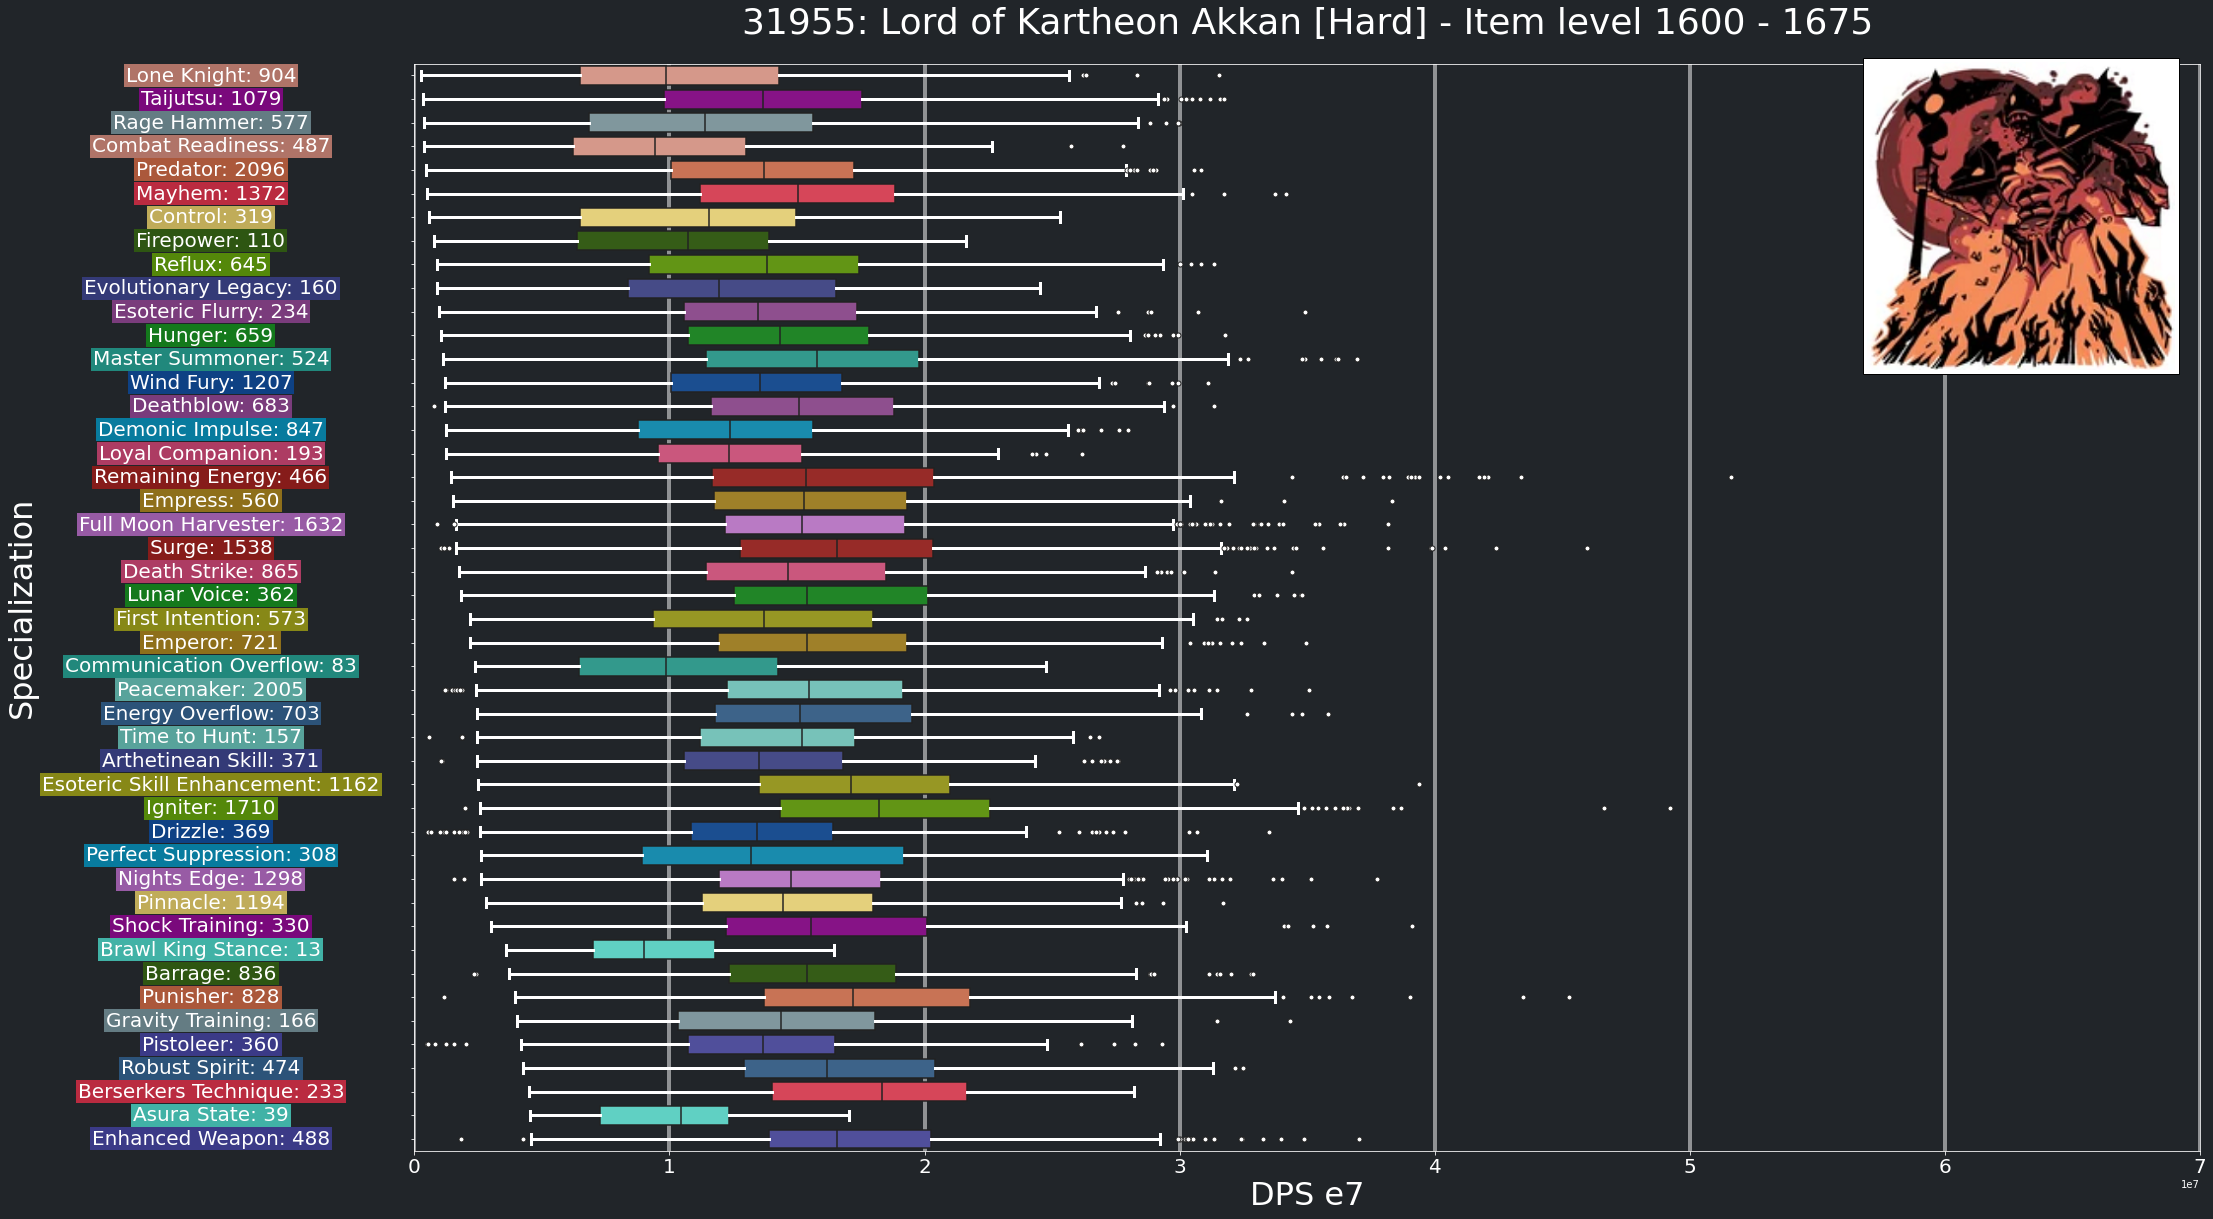 31955: Lord of Kartheon Akkan [Hard] - Item level 1600 - 1675
Specialization
Lone Knight: 904
Taijutsu: 1079
Rage Hammer: 577
Combat Readiness: 487
Predator: 2096
Mayhem: 1372
Control: 319
Firepower: 110
Reflux: 645
Evolutionary Legacy: 160
Esoteric Flurry: 234
Hunger: 659
Master Summoner: 524
Wind Fury: 1207
Deathblow: 683
Demonic Impulse: 847
Loyal Companion: 193
Remaining Energy: 466
Empress: 560
Full Moon Harvester: 1632
Surge: 1538
Death Strike: 865
Lunar Voice: 362
First Intention: 573
Emperor: 721
Communication Overflow: 83
Peacemaker: 2005
Energy Overflow: 703
Time to Hunt: 157
Arthetinean Skill: 371
Esoteric Skill Enhancement: 1162
Igniter: 1710
Drizzle: 369
Perfect Suppression: 308
Nights Edge: 1298
Pinnacle: 1194
Shock Training: 330
Brawl King Stance: 13
Barrage: 836
Punisher: 828
Gravity Training: 166
Pistoleer: 360
Robust Spirit: 474
Berserkers Technique: 233
Asura State: 39
Enhanced Weapon: 488
0 1 2 3 4 5 6 7
1e7
DPS e7